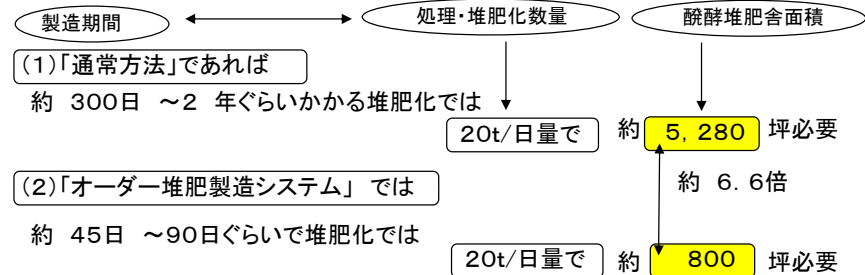 製造期間 処理・堆肥化数量 醗酵堆肥舎面積
(1)「通常方法」であれば
約 300日 ~2 年ぐらいかかる堆肥化では
20t/日量で 約 5,280 坪必要
約 6.6倍
(2)「オーダー堆肥製造システム」 では
約 45日 ~90日ぐらいで堆肥化では
20t/日量で 約 800 坪必要